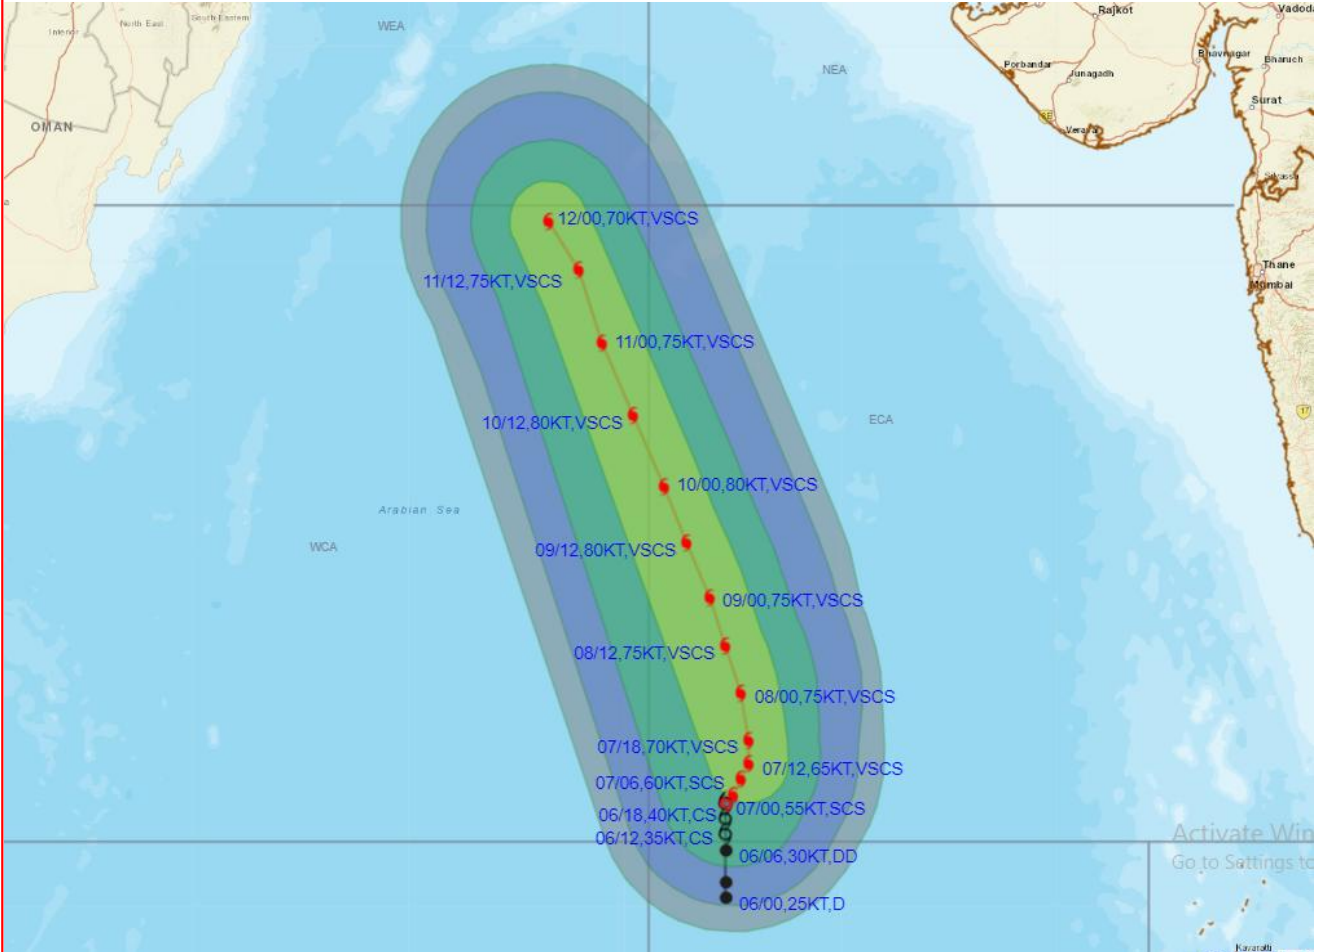 WEA
NEA
Interior
North East
South Eastern
OMAN
Rajkot
Vadod
Porbandar
Junagadh
Bhavnagar
Bharuch
Surat
Thane
Mumbai
12/00,70KT,VSCS
11/12,75KT,VSCS
11/00,75KT,VSCS
10/12,80KT,VSCS
ECA
17
10/00,80KT,VSCS
Arabian Sea
WCA
09/12,80KT,VSCS
09/00,75KT,VSCS
08/12,75KT,VSCS
08/00,75KT,VSCS
07/18,70KT,VSCS
07/12,65KT,VSCS
07/06,60KT,SCS
07/00,55KT,SCS
06/18,40KT,CS
06/12,35KT,CS
06/06,30KT,DD
06/00,25KT,D
Activate Win
Go to Settings to
Kavaratti